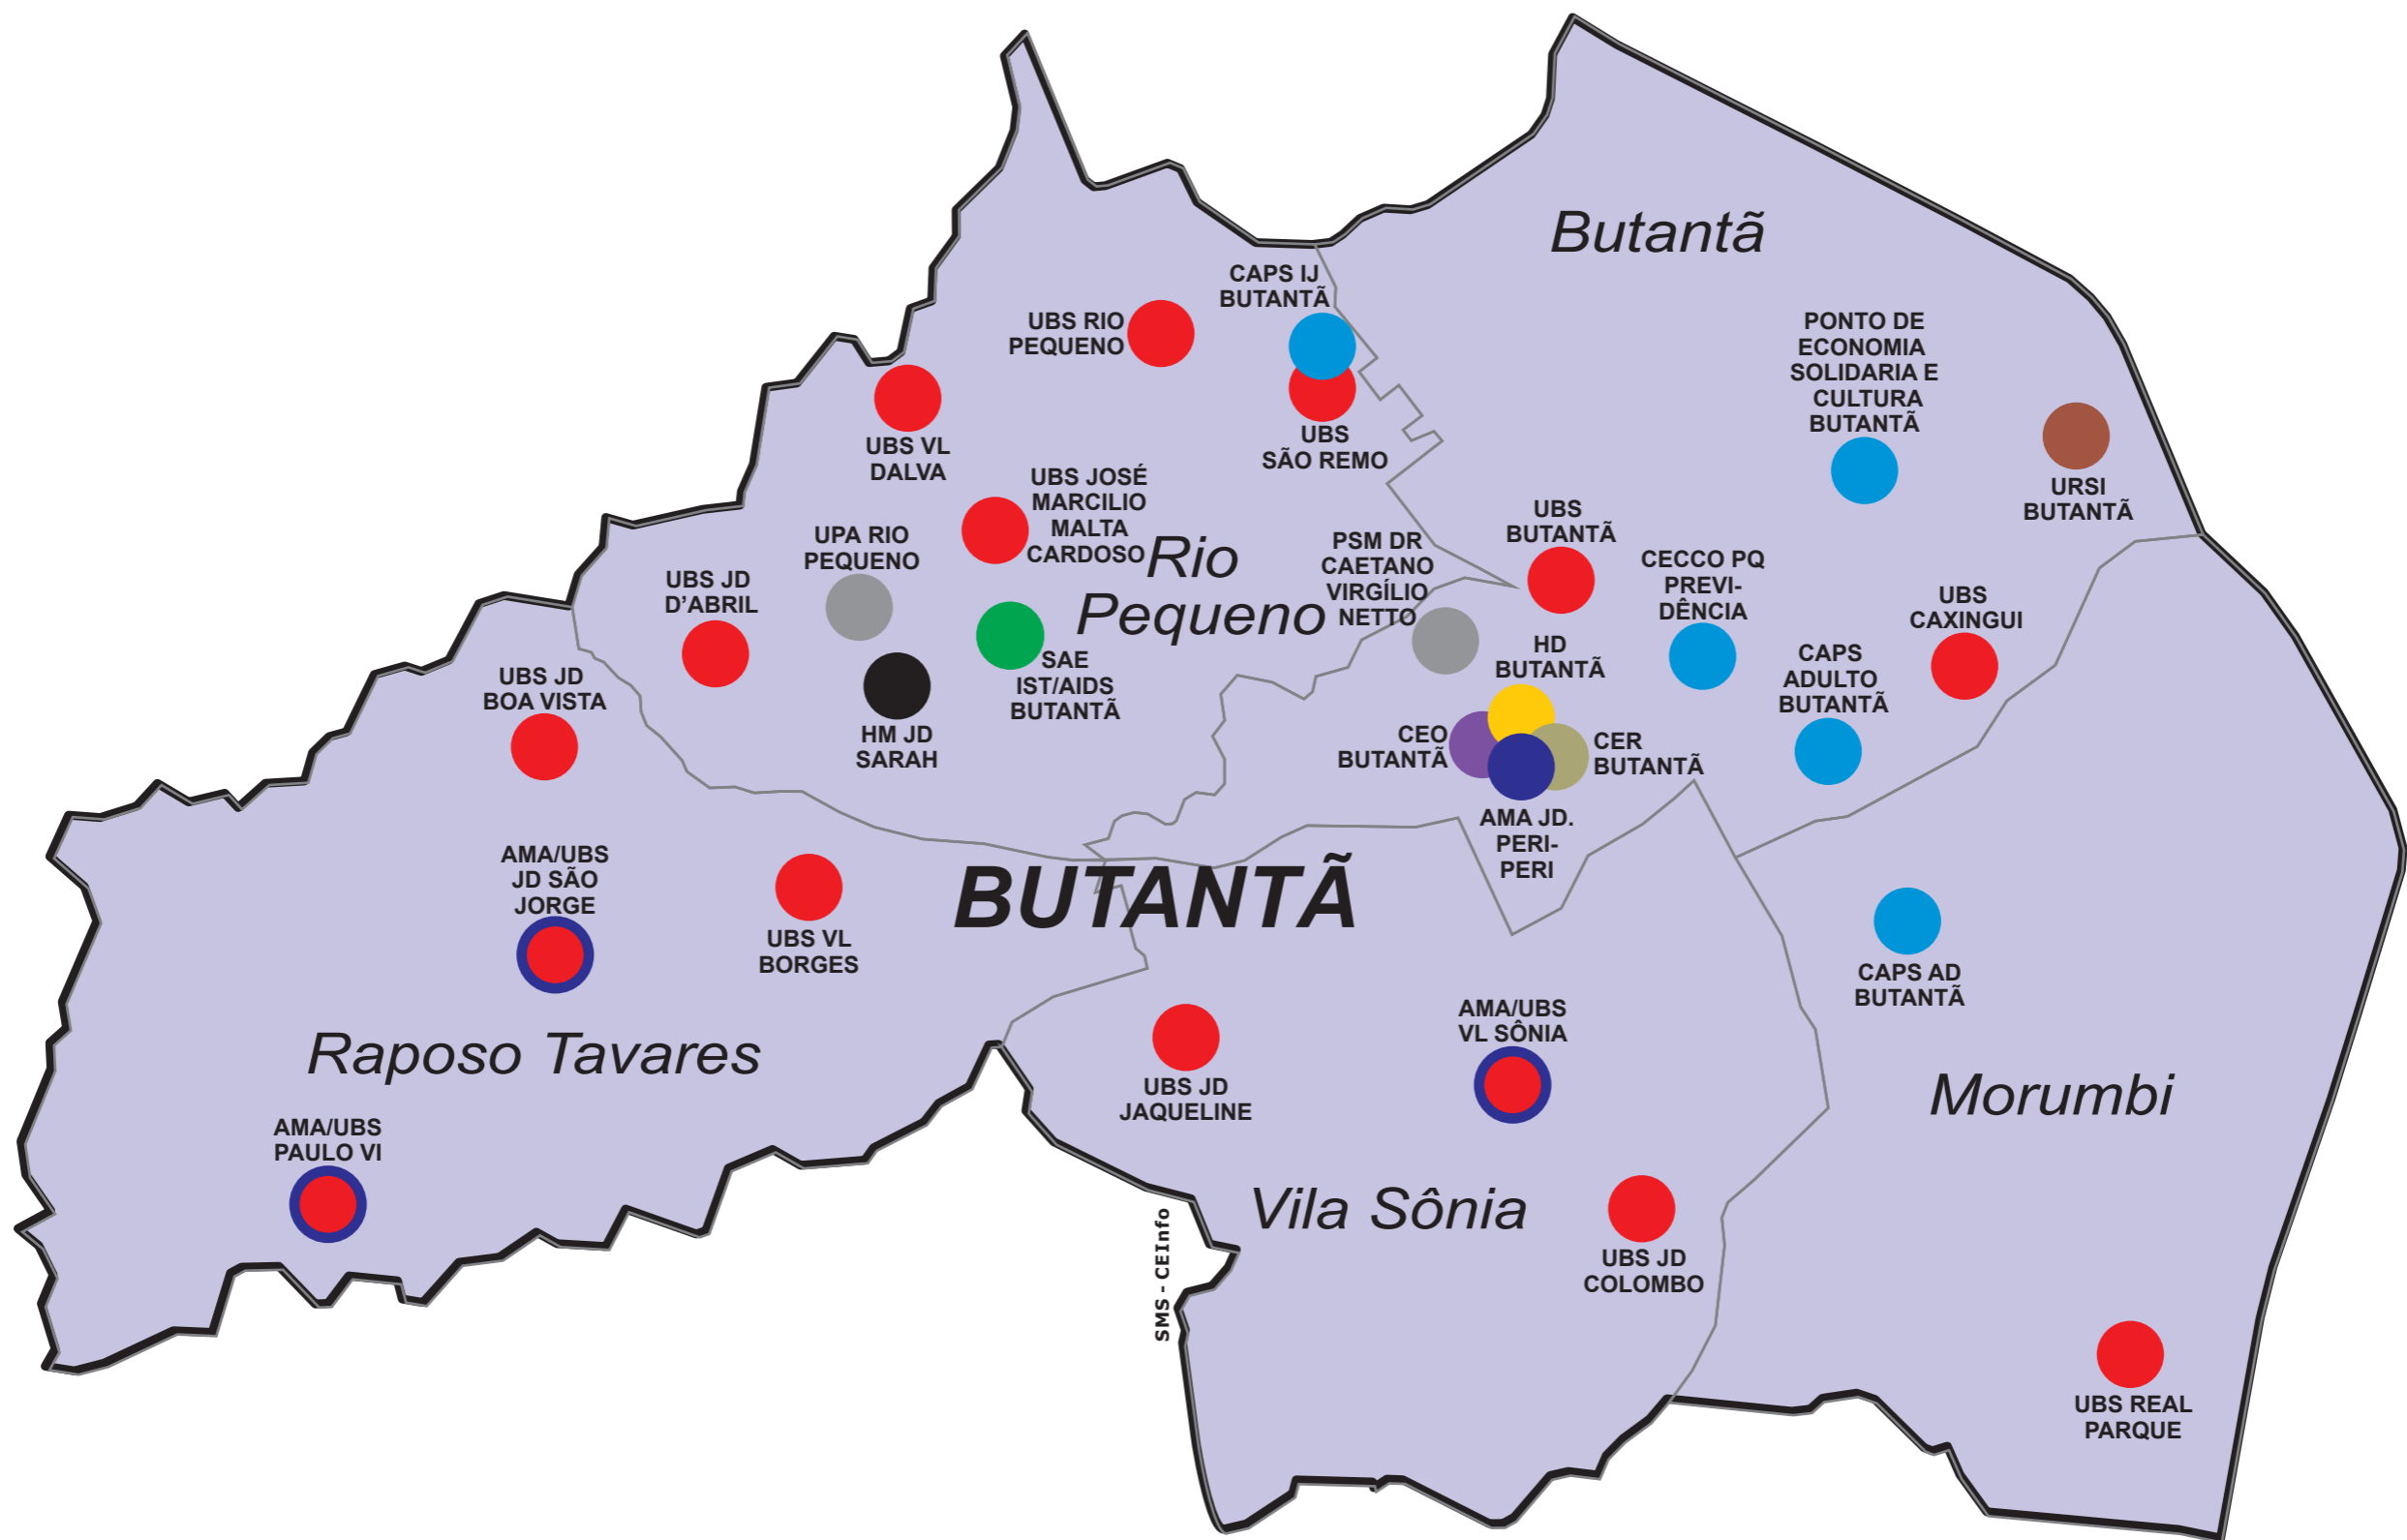 Butantã
CAPS IJ
BUTANTÃ
UBS RIO
PEQUENO
PONTO DE
ECONOMIA
SOLIDARIA E
CULTURA
BUTANTÃ
UBS VL
DALVA
UBS
SÃO REMO
URSI
BUTANTÃ
UBS JOSÉ
MARCILIO
MALTA
CARDOSO
UPA RIO
PEQUENO
Rio
Pequeno
PSM DR
CAETANO
VIRGÍLIO
NETTO
UBS
BUTANTÃ
CECCO PQ
PREVI-
DÊNCIA
UBS
CAXINGUI
UBS JD
D’ABRIL
SAE
IST/AIDS
BUTANTÃ
HD
BUTANTÃ
CAPS
ADULTO
BUTANTÃ
UBS JD
BOA VISTA
HM JD
SARAH
CEO
BUTANTÃ
CER
BUTANTÃ
AMA JD.
PERI-
PERI
AMA/UBS
JD SÃO
JORGE
BUTANTÃ
UBS VL
BORGES
CAPS AD
BUTANTÃ
Raposo Tavares
AMA/UBS
VL SÔNIA
UBS JD
JAQUELINE
Morumbi
AMA/UBS
PAULO VI
Vila Sônia
SMS - CEInfo
UBS JD
COLOMBO
UBS REAL
PARQUE